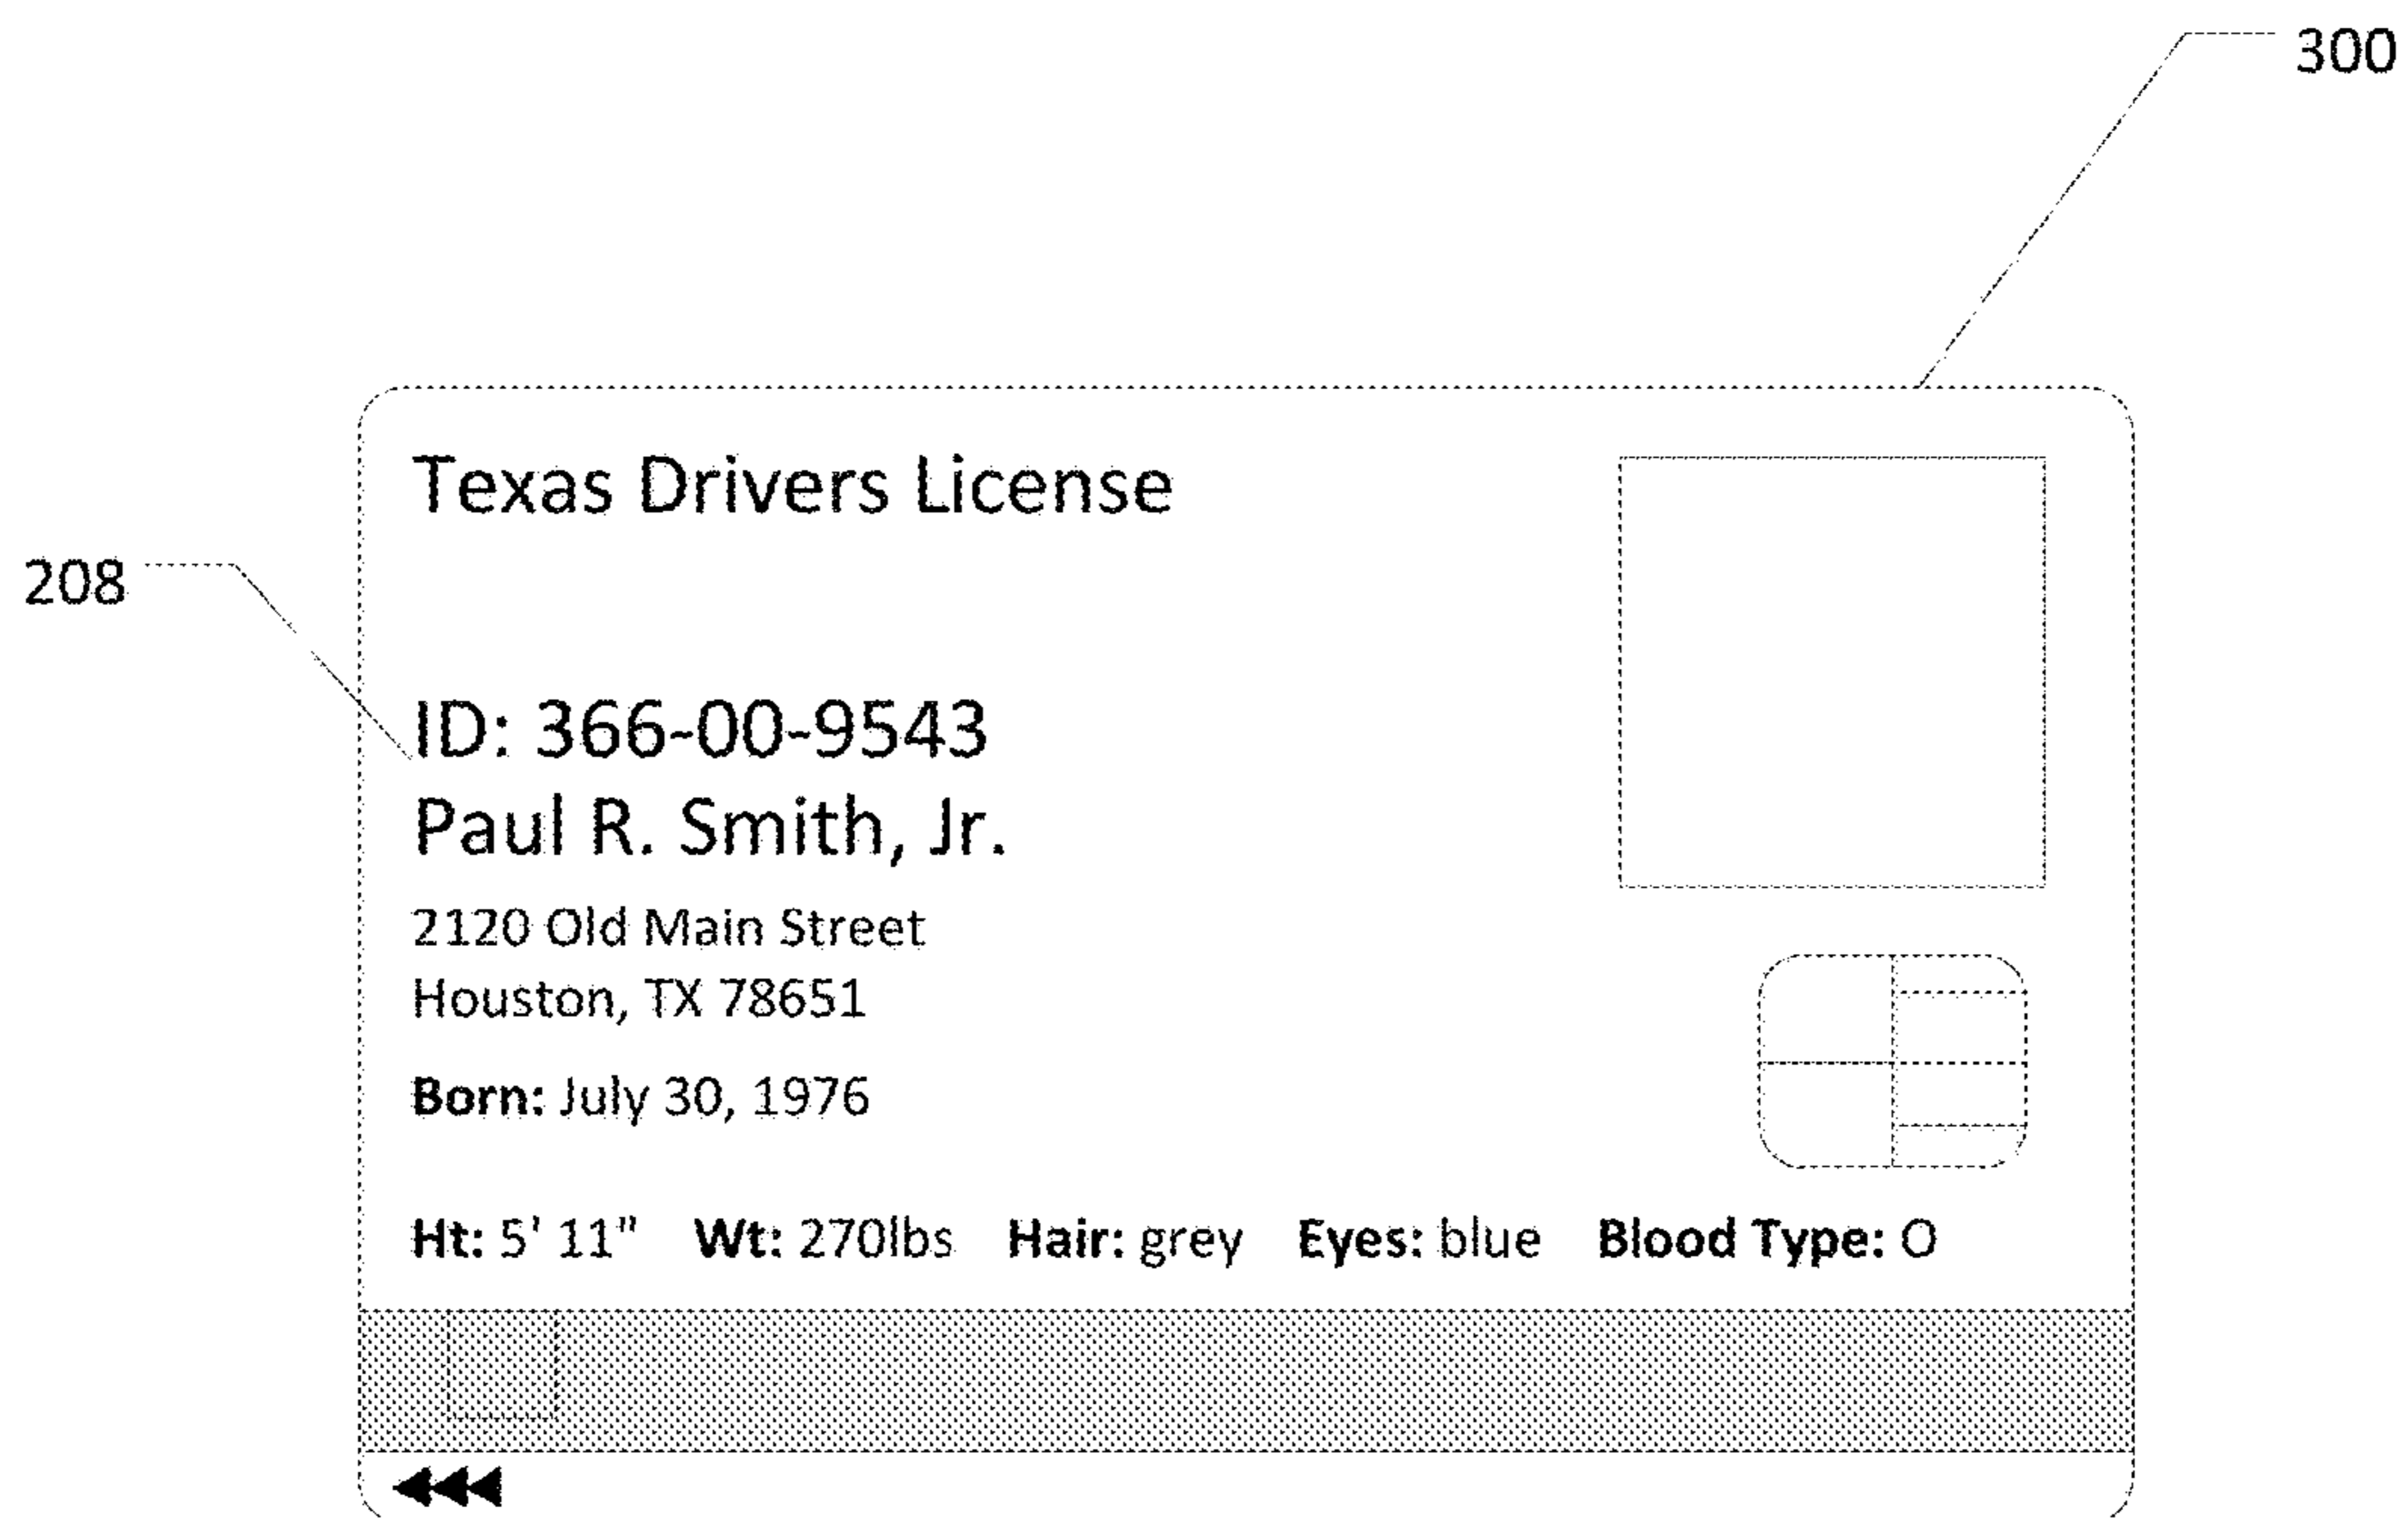 300
Texas Drivers License
208
ID: 366-00-9543
Paul R. Smith, Jr.
2120 Old Main Street
Houston, TX 78651
Born: July 30, 1976
Ht: 5' 11" Wt: 270lbs Hair: grey Eyes: blue Blood Type: O